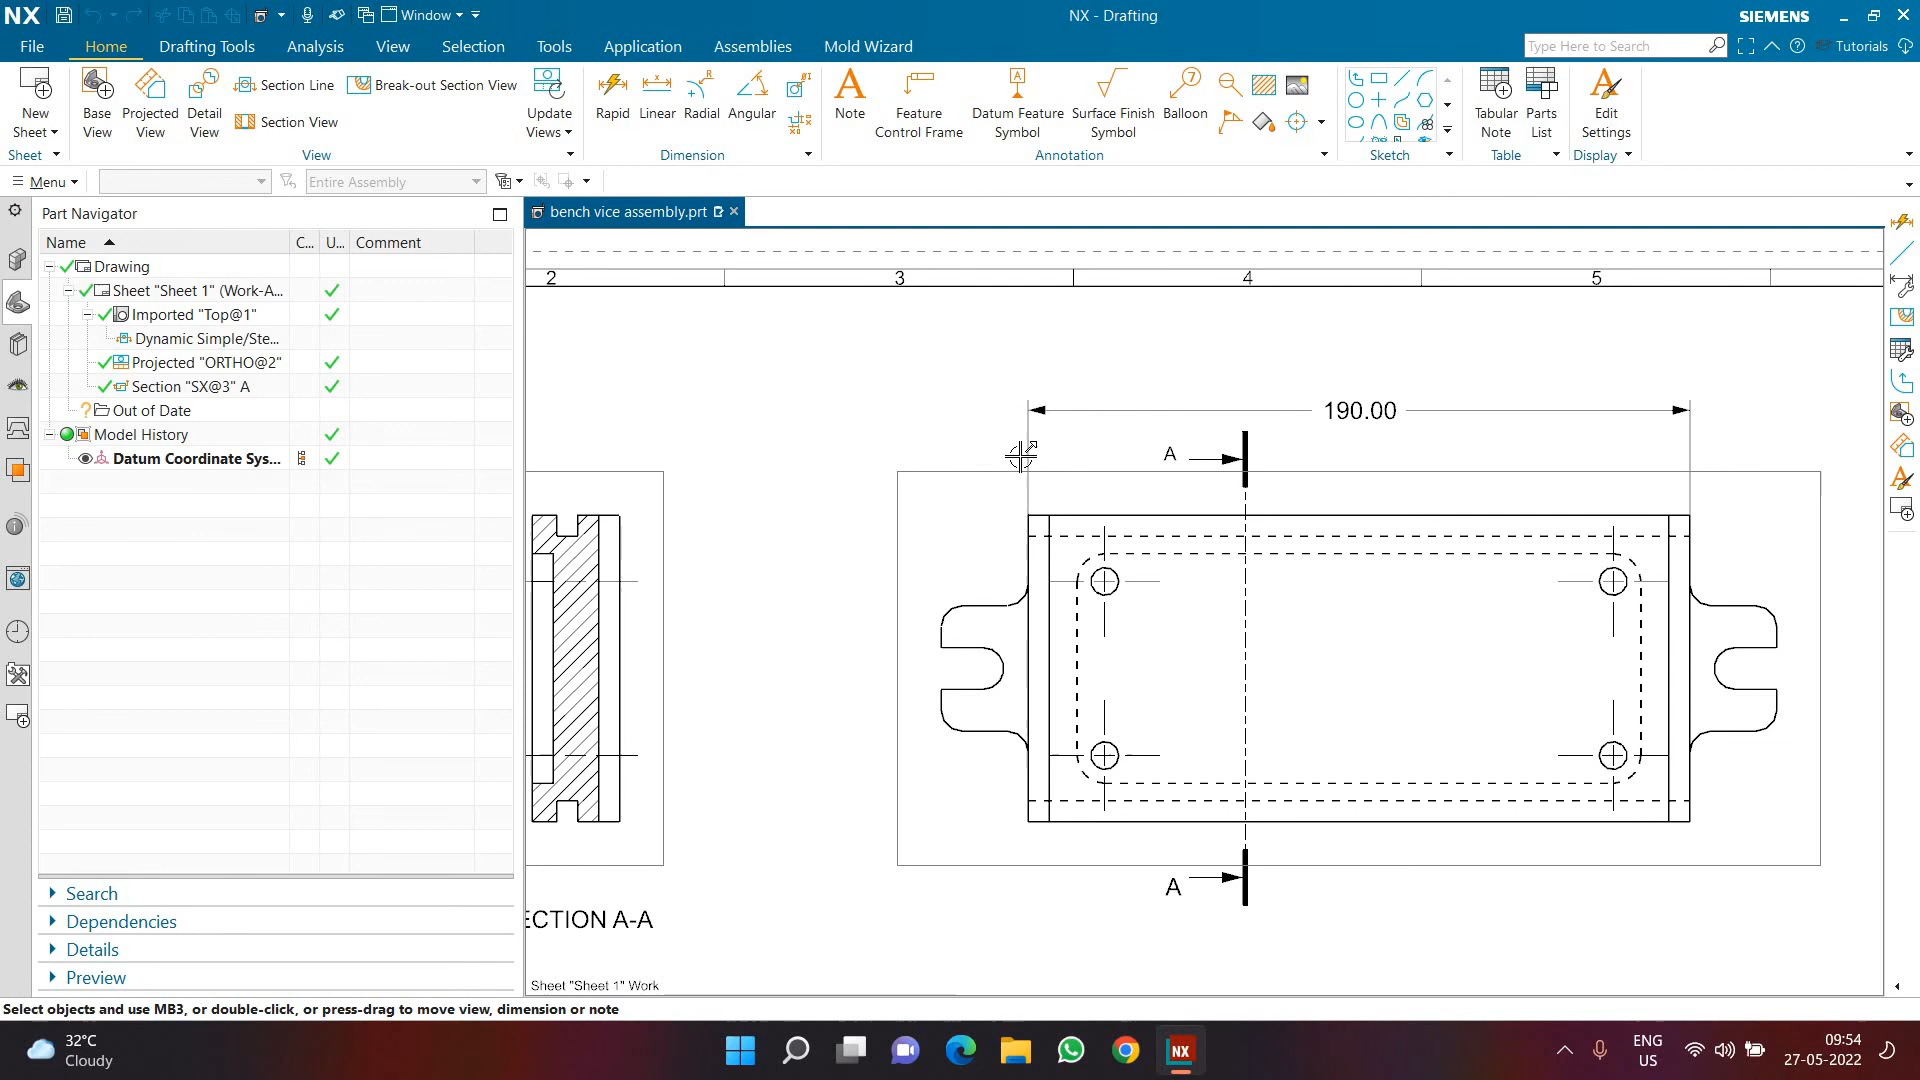 NX
Window
NX - Drafting
SIEMENS
File
Home
Drafting Tools
Analysis
View
Selection
Tools
Application
Assemblies
Mold Wizard
Type Here to Search
Tutorials
New Sheet
Base View
Projected View
Detail View
Section Line
Section View
Break-out Section View
Update Views
Rapid
Linear
Radial
Angular
Note
Feature Control Frame
Datum Feature Symbol
Surface Finish Symbol
Balloon
Tabular Note
Parts List
Edit Settings
Sheet
View
Dimension
Annotation
Sketch
Table
Display
Menu
Entire Assembly
Part Navigator
bench vice assembly.prt
Name
C...
U...
Comment
Drawing
Sheet "Sheet 1" (Work-A...
Imported "Top@1"
Dynamic Simple/Ste...
Projected "ORTHO@2"
Section "SX@3" A
Out of Date
Model History
Datum Coordinate Sys...
Search
Dependencies
Details
Preview
2
3
4
5
190.00
A
A
ECTION A-A
Sheet "Sheet 1" Work
Select objects and use MB3, or double-click, or press-drag to move view, dimension or note
32°C
Cloudy
NX
ENG
US
09:54
27-05-2022